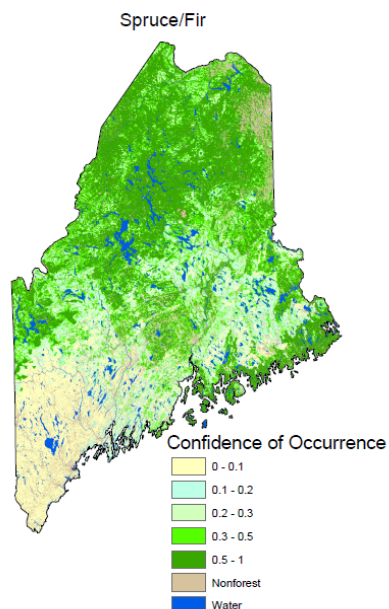 Spruce/Fir
Confidence of Occurrence
0 - 0.1
0.1 - 0.2
0.2 - 0.3
0.3 - 0.5
0.5 - 1
Nonforest
Water